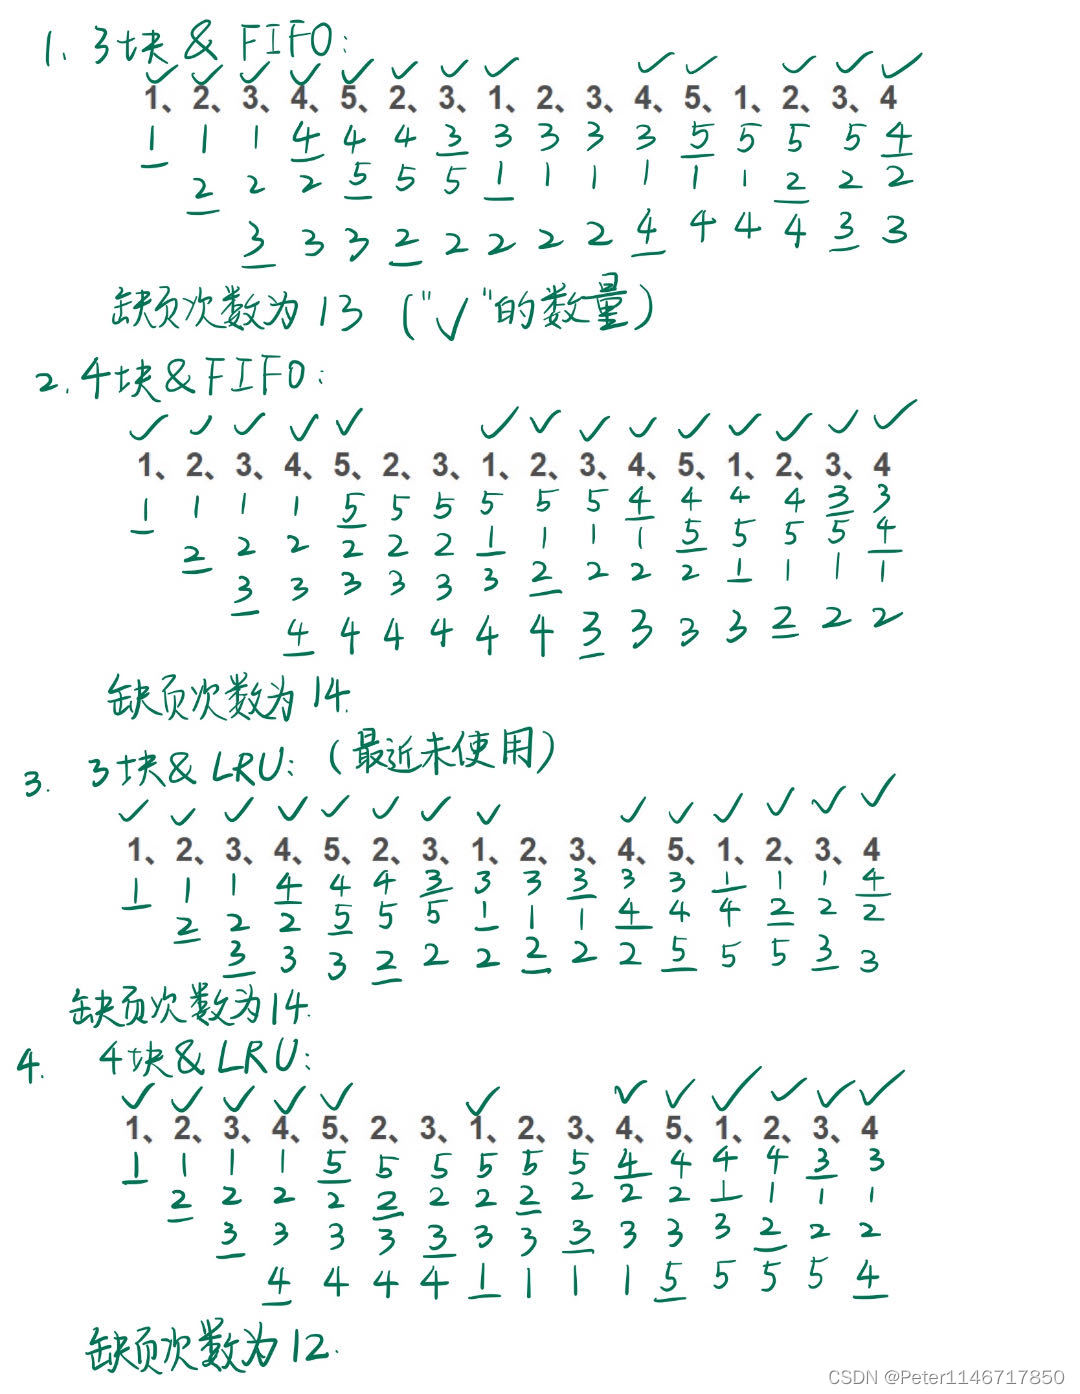 1. 3块 & FIFO:
✓ ✓ ✓ ✓ ✓ ✓ ✓ ✓ ✓ ✓ ✓ ✓ ✓
1、2、3、4、5、2、3、1、2、3、4、5、1、2、3、4
1 1 1 4 4 4 3 3 3 3 3 5 5 5 5 4
2 2 2 5 5 5 1 1 1 1 1 1 2 2 2
3 3 3 2 2 2 2 2 4 4 4 4 3 3
缺页次数为13 ("✓"的数量)
2. 4块 & FIFO:
✓ ✓ ✓ ✓ ✓ ✓ ✓ ✓ ✓ ✓ ✓ ✓ ✓ ✓
1、2、3、4、5、2、3、1、2、3、4、5、1、2、3、4
1 1 1 1 5 5 5 5 5 5 4 4 4 4 3 3
2 2 2 2 2 2 1 1 1 1 5 5 5 5 4
3 3 3 3 3 3 2 2 2 2 1 1 1 1
4 4 4 4 4 4 3 3 3 3 2 2 2
缺页次数为14.
3. 3块 & LRU: (最近未使用)
✓ ✓ ✓ ✓ ✓ ✓ ✓ ✓ ✓ ✓ ✓ ✓ ✓ ✓
1、2、3、4、5、2、3、1、2、3、4、5、1、2、3、4
1 1 1 4 4 4 3 3 3 3 3 3 1 1 1 4
2 2 2 5 5 5 1 1 1 4 4 4 2 2 2
3 3 3 2 2 2 2 2 2 5 5 5 3 3
缺页次数为14.
4. 4块 & LRU:
✓ ✓ ✓ ✓ ✓ ✓ ✓ ✓ ✓ ✓ ✓ ✓
1、2、3、4、5、2、3、1、2、3、4、5、1、2、3、4
1 1 1 1 5 5 5 5 5 5 4 4 4 4 3 3
2 2 2 2 2 2 2 2 2 2 2 1 1 1 1
3 3 3 3 3 3 3 3 3 3 3 2 2 2
4 4 4 4 1 1 1 1 5 5 5 5 4
缺页次数为12.
CSDN @Peter1146717850